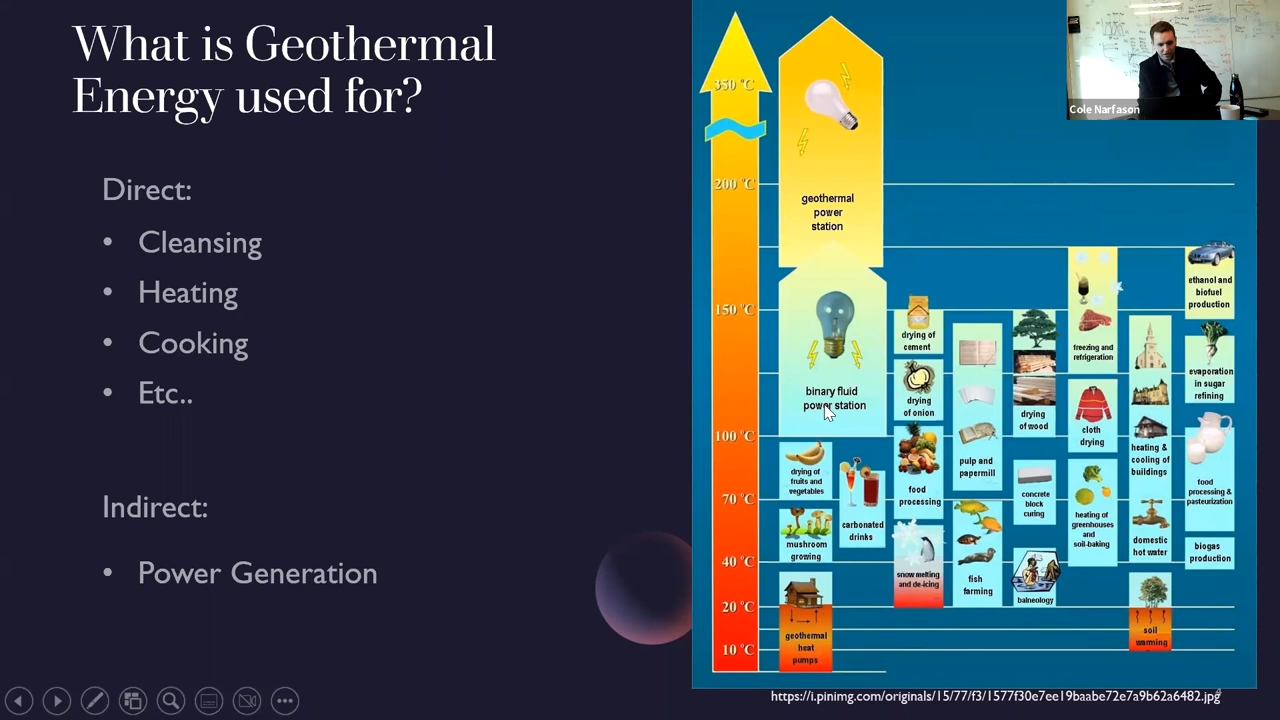 What is Geothermal
Energy used for?
Direct:
• Cleansing
• Heating
• Cooking
• Etc..
Indirect:
• Power Generation
350 °C
200 °C
150 °C
100 °C
70 °C
40 °C
20 °C
10 °C
geothermal
power
station
binary fluid
power station
drying of
fruits and
vegetables
mushroom
growing
geothermal
heat
pumps
carbonated
drinks
drying of
cement
drying
of onion
food
processing
snow melting
and de-icing
pulp and
papermill
fish
farming
drying
of wood
concrete
block
curing
balneology
freezing and
refrigeration
cloth
drying
heating of
greenhouses
and
soil-baking
heating &
cooling of
buildings
domestic
hot water
soil
warming
ethanol and
biofuel
production
evaporation
in sugar
refining
food
processing &
pasteurization
biogas
production
Cole Narfason
https://i.pinimg.com/originals/15/77/f3/1577f30e7ee19baabe72e7a9b62a6482.jpg